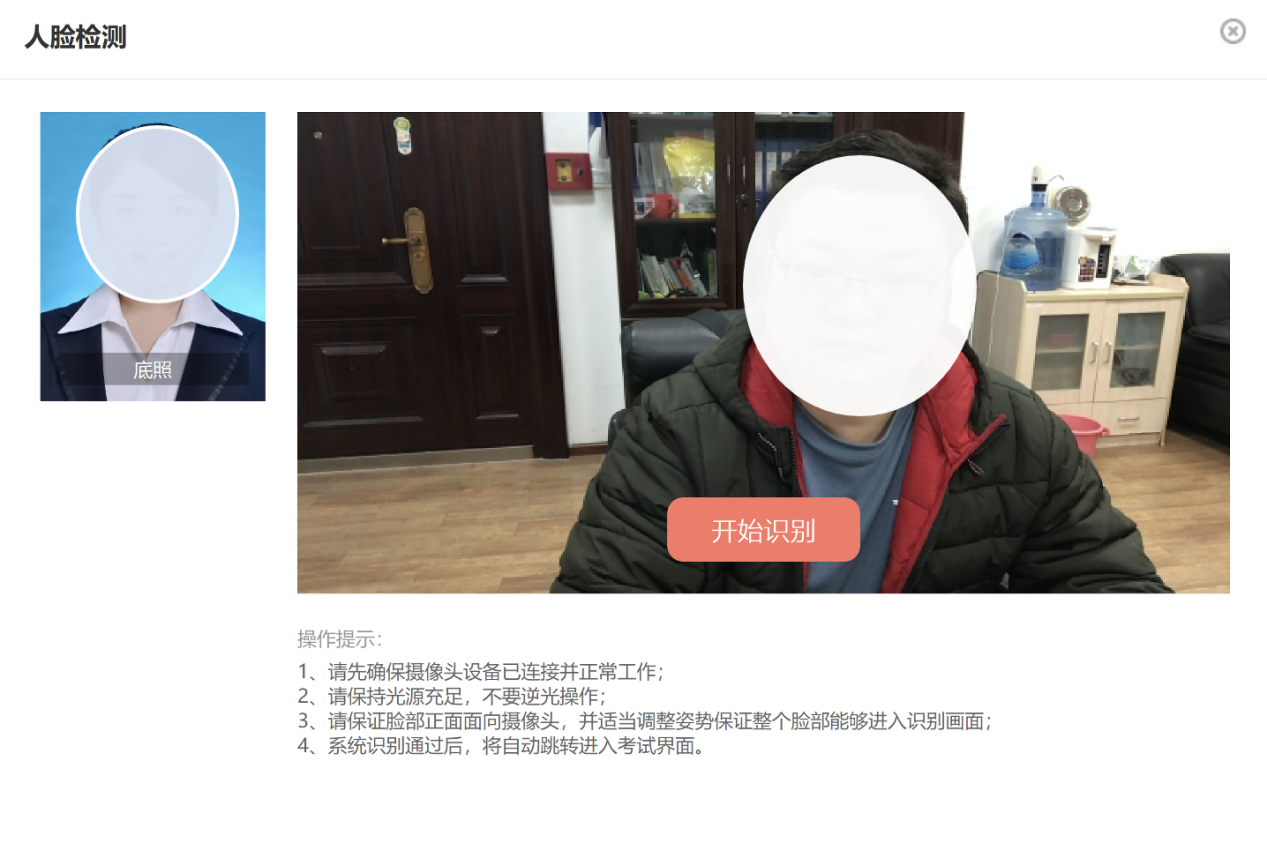 人脸检测
底照
开始识别
操作提示：
1、请先确保摄像头设备已连接并正常工作；
2、请保持光源充足，不要逆光操作；
3、请保证脸部正面面向摄像头，并适当调整姿势保证整个脸部能够进入识别画面；
4、系统识别通过后，将自动跳转进入考试界面。